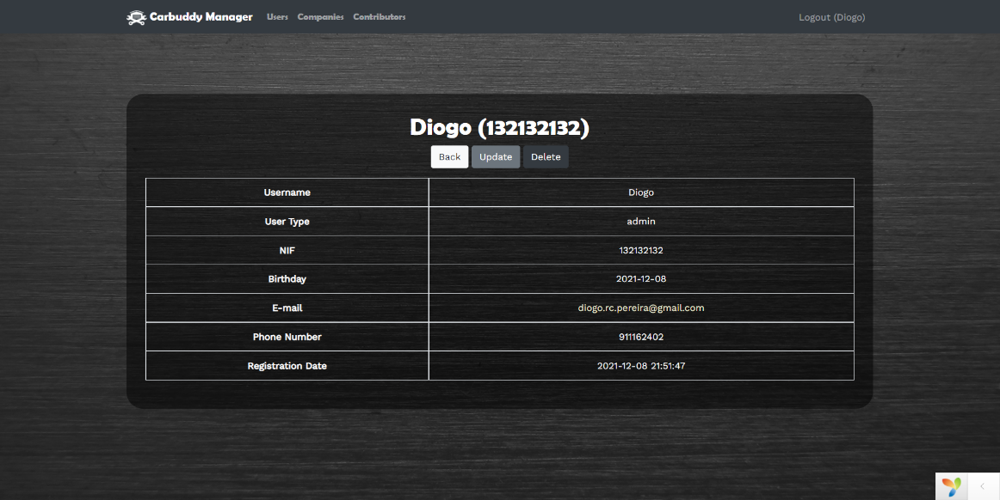 Carbuddy Manager Users Companies Contributors Logout (Diogo)
Diogo (132132132)
Back Update Delete
Username Diogo
User Type admin
NIF 132132132
Birthday 2021-12-08
E-mail diogo.rc.pereira@gmail.com
Phone Number 911162402
Registration Date 2021-12-08 21:51:47